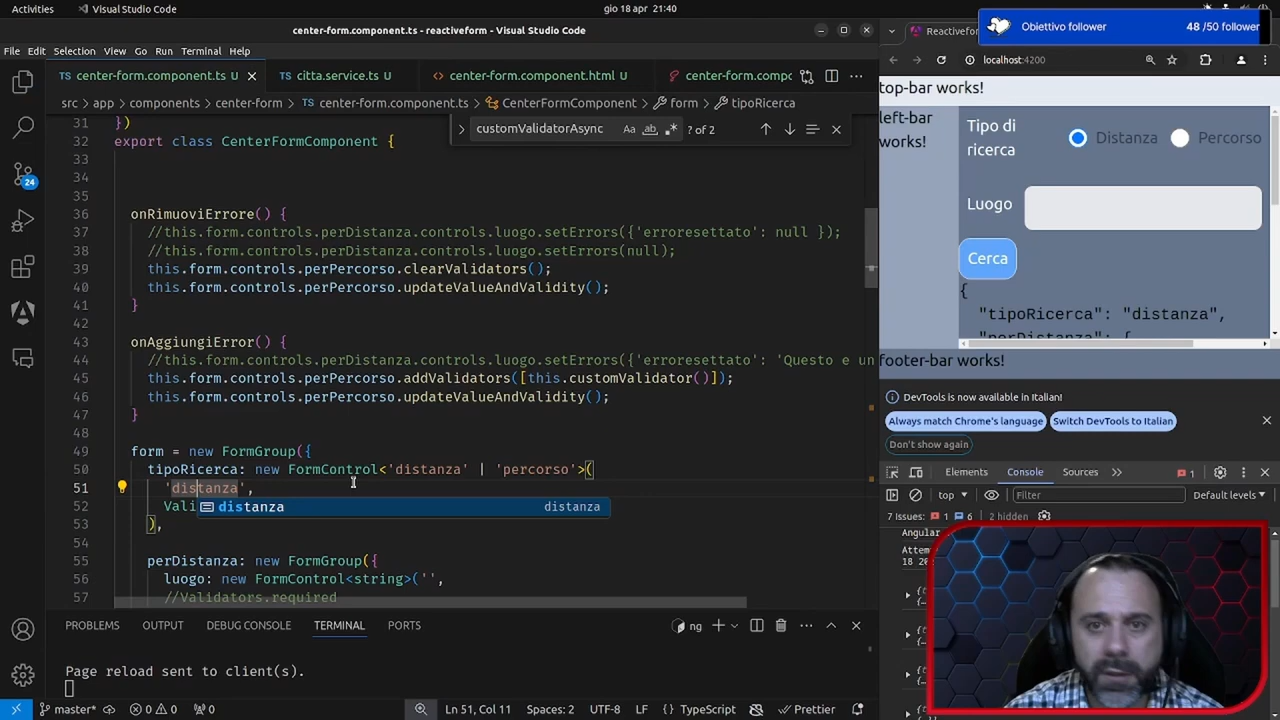 Activities
Visual Studio Code
gio 18 apr 21:40
center-form.component.ts - reactiveform - Visual Studio Code
File Edit Selection View Go Run Terminal Help
center-form.component.ts U
citta.service.ts U
center-form.component.html U
center-form.compc
src > app > components > center-form > center-form.component.ts > CenterFormComponent > form > tipoRicerca
customValidatorAsync
Aa ab
? of 2
31 })
32 export class CenterFormComponent {
33
34
35
36 onRimuoviErrore() {
37 //this.form.controls.perDistanza.controls.luogo.setErrors({'erroresettato': null });
38 //this.form.controls.perDistanza.controls.luogo.setErrors(null);
39 this.form.controls.perPercorso.clearValidators();
40 this.form.controls.perPercorso.updateValueAndValidity();
41 }
42
43 onAggiungiError() {
44 //this.form.controls.perDistanza.controls.luogo.setErrors({'erroresettato': 'Questo e un
45 this.form.controls.perPercorso.addValidators([this.customValidator()]);
46 this.form.controls.perPercorso.updateValueAndValidity();
47 }
48
49 form = new FormGroup({
50 tipoRicerca: new FormControl<'distanza' | 'percorso'>(
51 'distanza',
52 Vali
distanza distanza
53 ),
54
55 perDistanza: new FormGroup({
56 luogo: new FormControl<string>('',
57 //Validators.required
PROBLEMS OUTPUT DEBUG CONSOLE TERMINAL PORTS
ng
Page reload sent to client(s).
24
master* 0 0 0
Ln 51, Col 11 Spaces: 2 UTF-8 LF {} TypeScript Prettier
Obiettivo follower 48 /50 follower
Reactivefor
localhost:4200
top-bar works!
left-bar
works!
Tipo di
ricerca
Distanza
Percorso
Luogo
Cerca
{
"tipoRicerca": "distanza",
"perDistanza": {
footer-bar works!
DevTools is now available in Italian!
Always match Chrome's language
Switch DevTools to Italian
Don't show again
Elements Console Sources 1
top Filter Default levels
7 Issues: 1 6 2 hidden
Angular
Attem
18 20